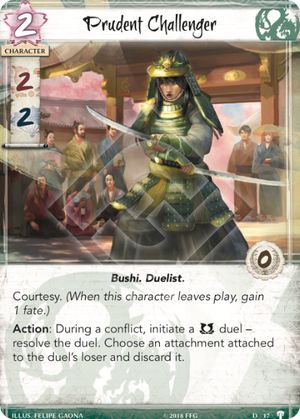 2
Prudent Challenger
CHARACTER
2
2
0
Bushi. Duelist.
Courtesy. (When this character leaves play, gain
1 fate.)
Action: During a conflict, initiate a duel –
resolve the duel. Choose an attachment attached
to the duel's loser and discard it.
ILLUS. FELIPE GAONA
©2018 FFG
D 17